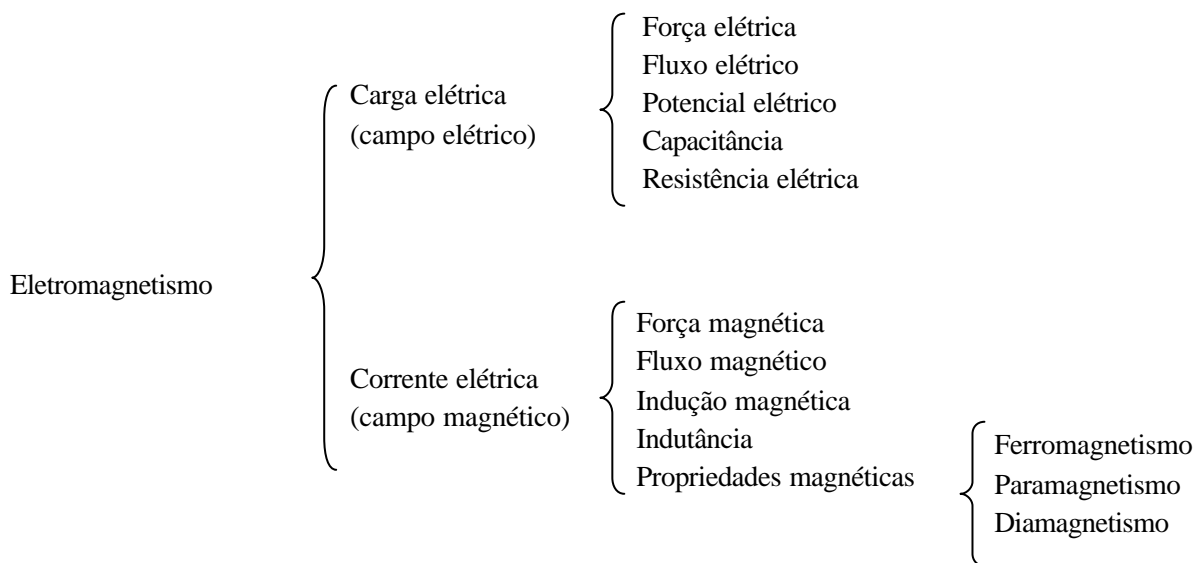 Eletromagnetismo
Carga elétrica
(campo elétrico)
Força elétrica
Fluxo elétrico
Potencial elétrico
Capacitância
Resistência elétrica
Corrente elétrica
(campo magnético)
Força magnética
Fluxo magnético
Indução magnética
Indutância
Propriedades magnéticas
Ferromagnetismo
Paramagnetismo
Diamagnetismo